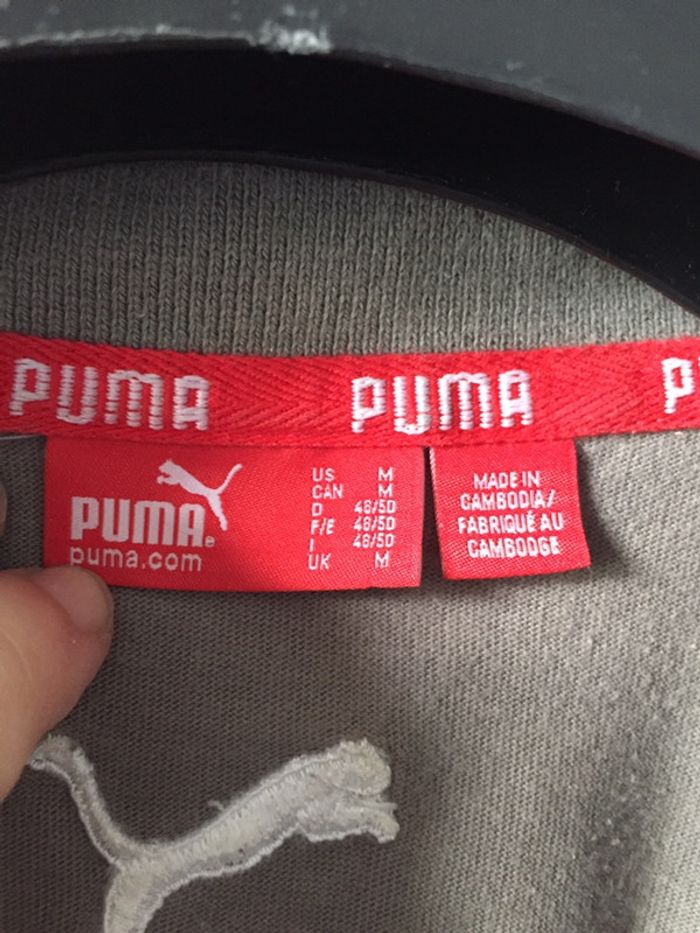 PUMA PUMA P
PUMA
puma.com
US M
CAN M
D 48/50
F/E 48/50
I 48/50
UK M
MADE IN
CAMBODIA/
FABRIQUÉ AU
CAMBODGE